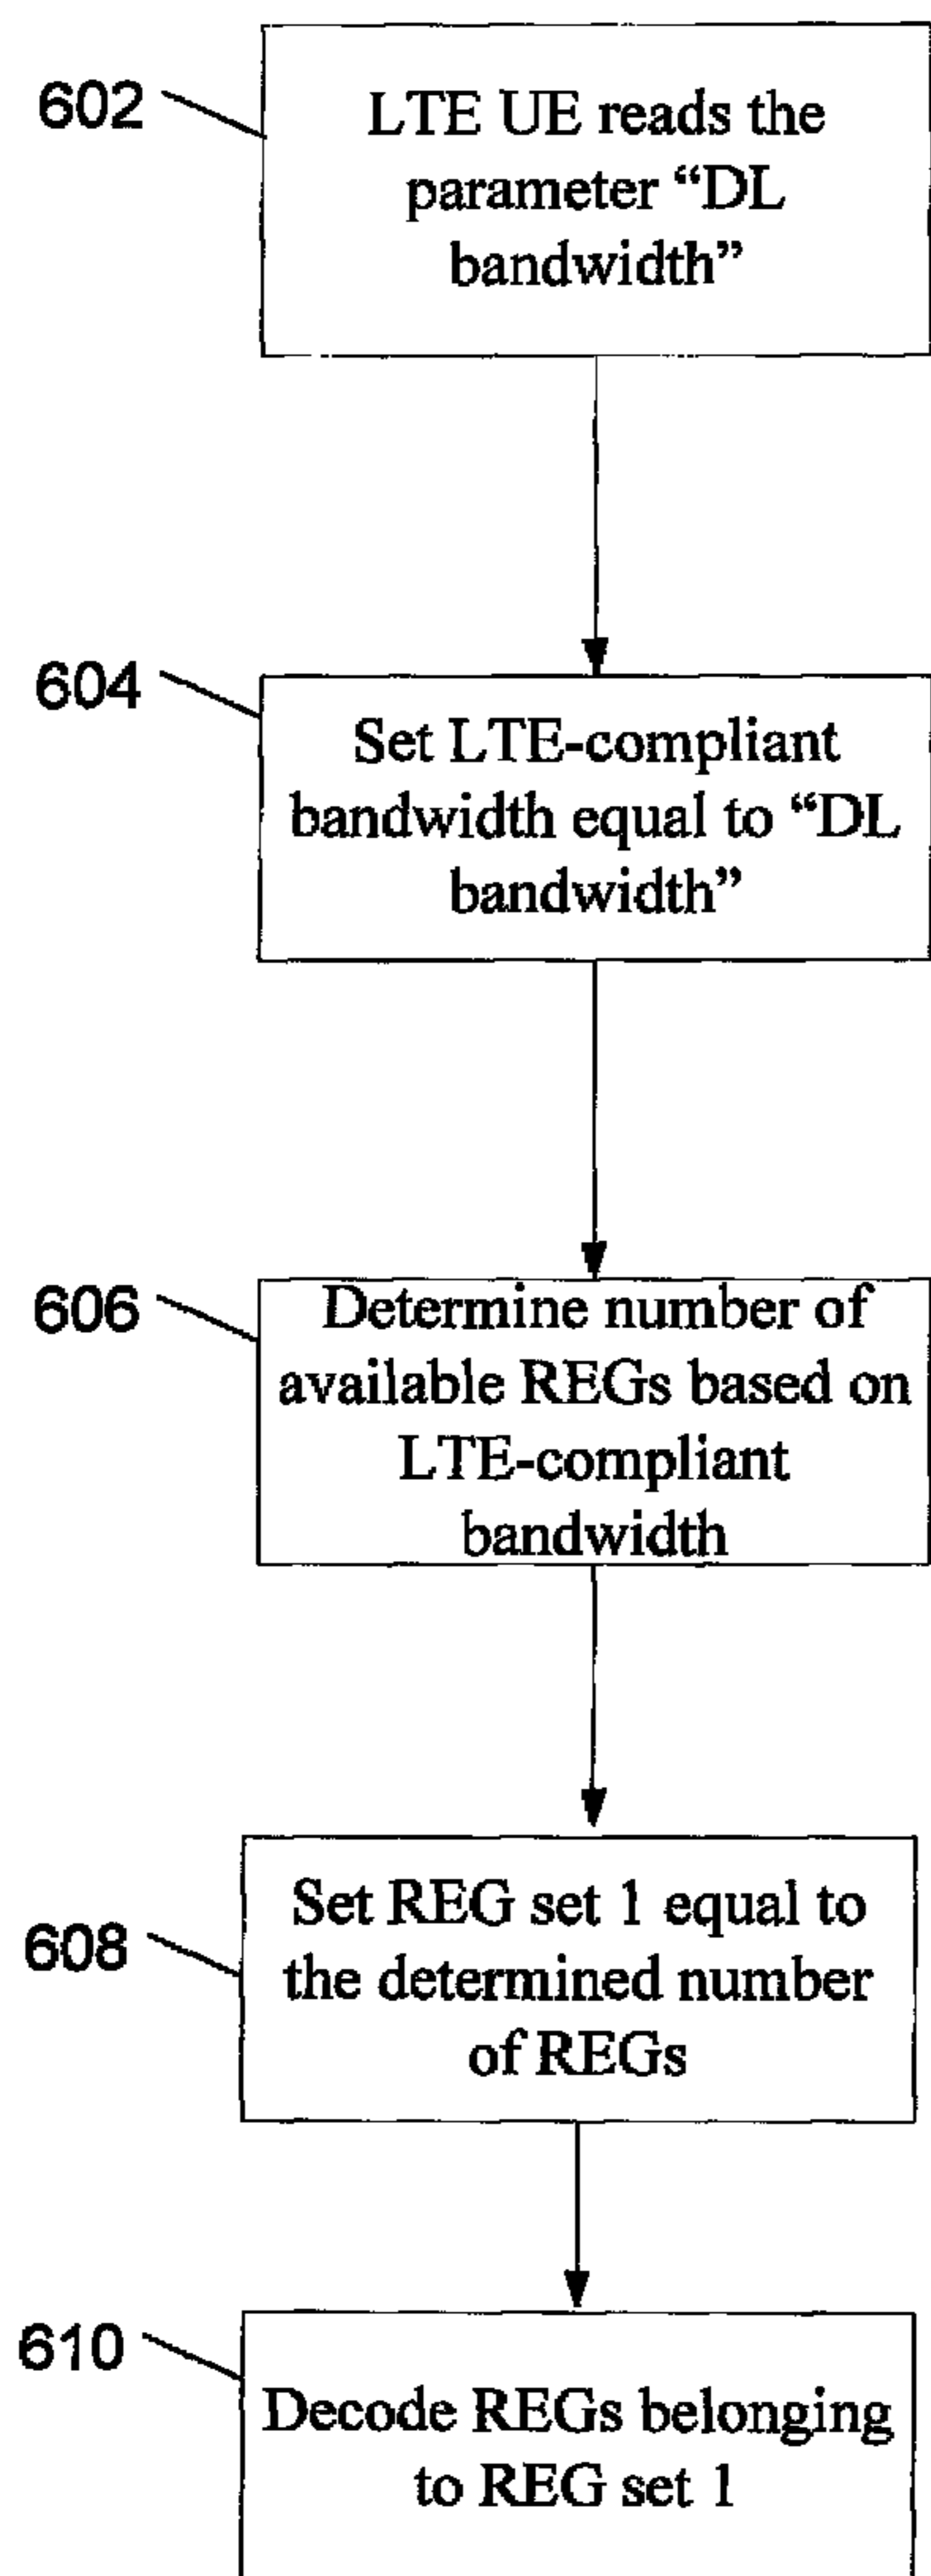 602
LTE UE reads the
parameter “DL
bandwidth”
604
Set LTE-compliant
bandwidth equal to “DL
bandwidth”
606
Determine number of
available REGs based on
LTE-compliant
bandwidth
608
Set REG set 1 equal to
the determined number
of REGs
610
Decode REGs belonging
to REG set 1